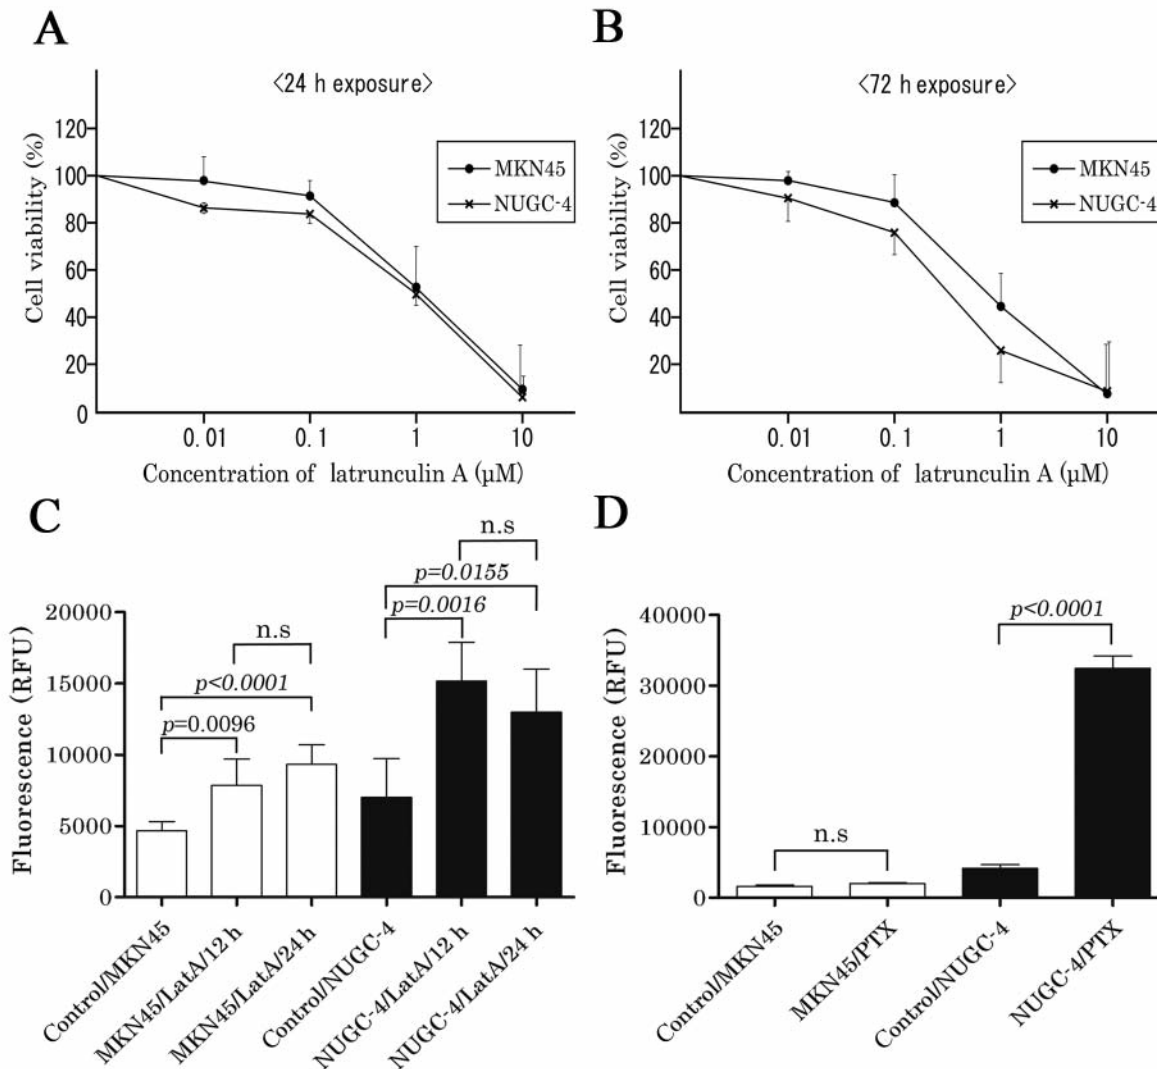 A
<24 h exposure>
Cell viability (%)
120
100
80
60
40
20
0
MKN45
NUGC-4
0.01
0.1
1
10
Concentration of latrunculin A (µM)
B
<72 h exposure>
Cell viability (%)
120
100
80
60
40
20
0
MKN45
NUGC-4
0.01
0.1
1
10
Concentration of latrunculin A (µM)
C
Fluorescence (RFU)
20000
15000
10000
5000
0
n.s
p=0.0155
p=0.0016
n.s
p<0.0001
p=0.0096
Control/MKN45
MKN45/LatA/12 h
MKN45/LatA/24 h
Control/NUGC-4
NUGC-4/LatA/12 h
NUGC-4/LatA/24 h
D
Fluorescence (RFU)
40000
30000
20000
10000
0
p<0.0001
n.s
Control/MKN45
MKN45/PTX
Control/NUGC-4
NUGC-4/PTX